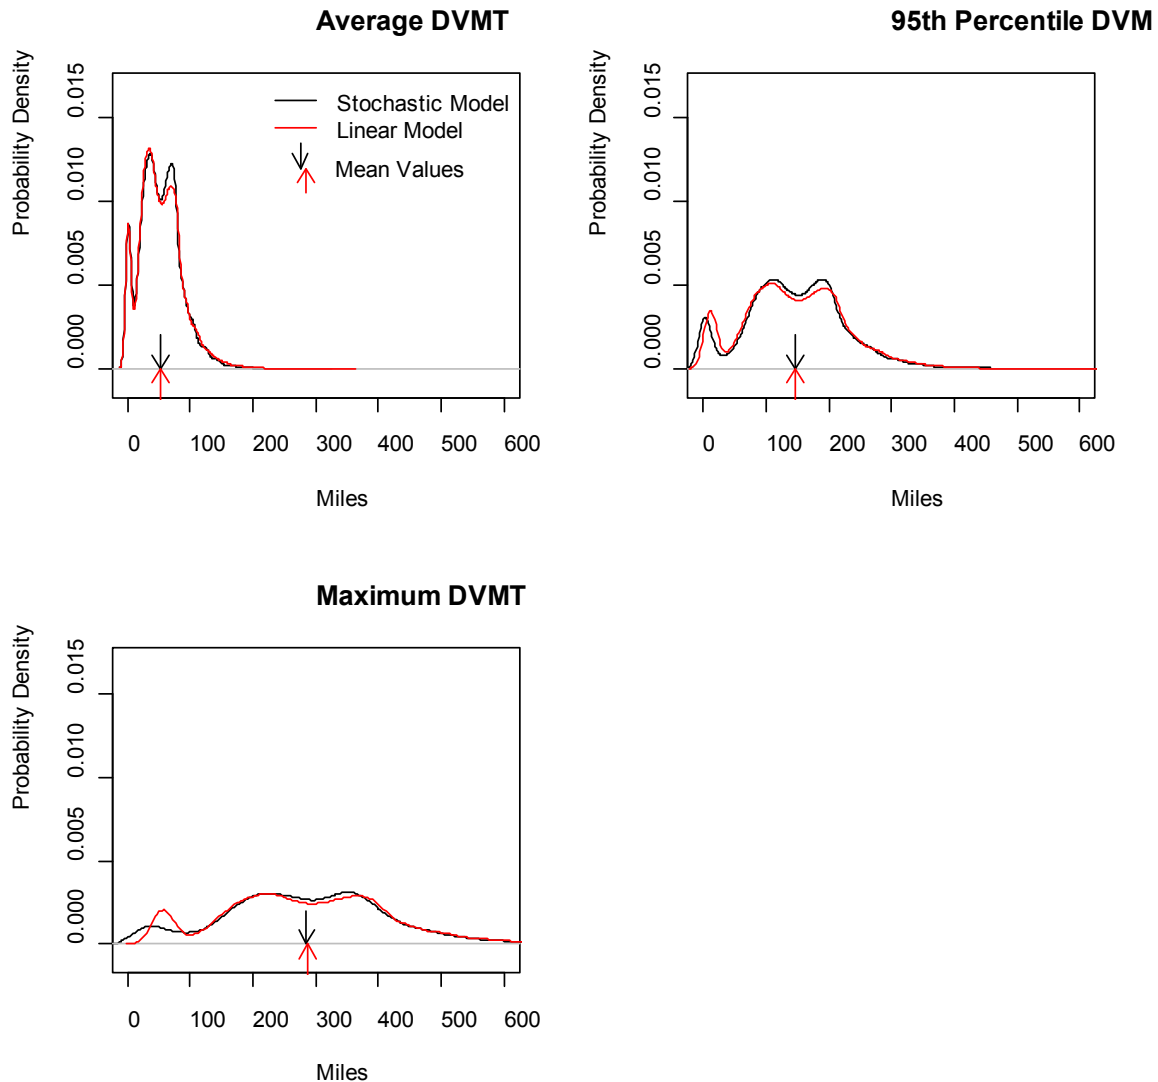 Average DVMT
Probability Density
0.015
0.010
0.005
0.000
Stochastic Model
Linear Model
Mean Values
0 100 200 300 400 600
Miles
95th Percentile DVM
Probability Density
0.015
0.010
0.005
0.000
0 100 200 300 400 600
Miles
Maximum DVMT
Probability Density
0.015
0.010
0.005
0.000
0 100 200 300 400 500 600
Miles